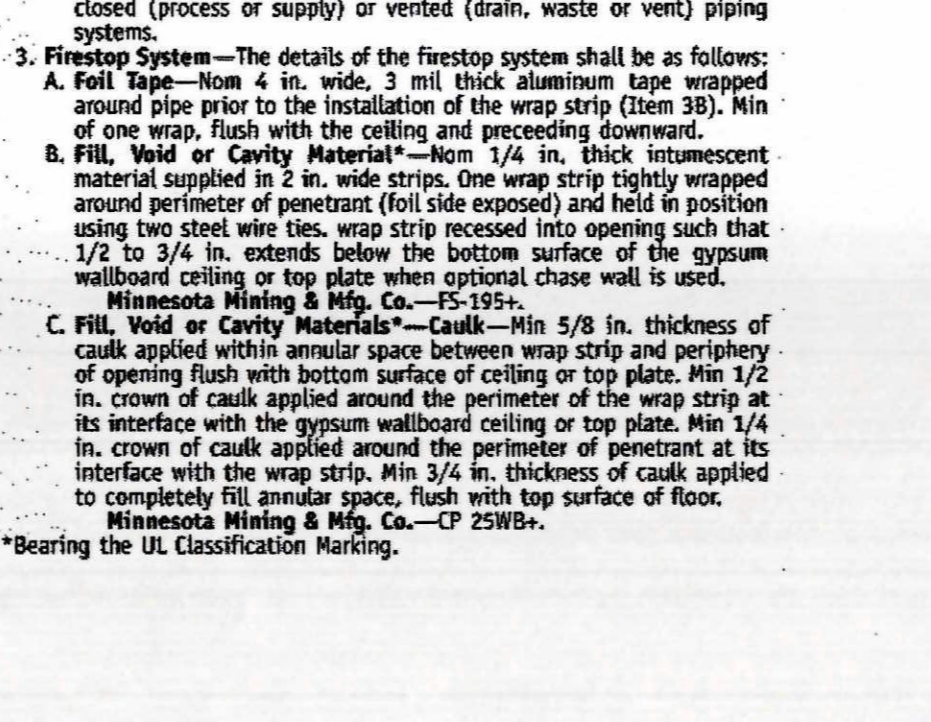 closed (process or supply) or vented (drain, waste or vent) piping
systems.
3. Firestop System—The details of the firestop system shall be as follows:
A. Foil Tape—Nom 4 in. wide, 3 mil thick aluminum tape wrapped
around pipe prior to the installation of the wrap strip (Item 3B). Min
of one wrap, flush with the ceiling and preceeding downward.
B. Fill, Void or Cavity Material*—Nom 1/4 in. thick intumescent
material supplied in 2 in. wide strips. One wrap strip tightly wrapped
around perimeter of penetrant (foil side exposed) and held in position
using two steel wire ties. wrap strip recessed into opening such that
1/2 to 3/4 in. extends below the bottom surface of the gypsum
wallboard ceiling or top plate when optional chase wall is used.
Minnesota Mining & Mfg. Co.—FS-195+.
C. Fill, Void or Cavity Materials*—Caulk—Min 5/8 in. thickness of
caulk applied within annular space between wrap strip and periphery
of opening flush with bottom surface of ceiling or top plate. Min 1/2
in. crown of caulk applied around the perimeter of the wrap strip at
its interface with the gypsum wallboard ceiling or top plate. Min 1/4
in. crown of caulk applied around the perimeter of penetrant at its
interface with the wrap strip. Min 3/4 in. thickness of caulk applied
to completely fill annular space, flush with top surface of floor.
Minnesota Mining & Mfg. Co.—CP 25WB+.
*Bearing the UL Classification Marking.